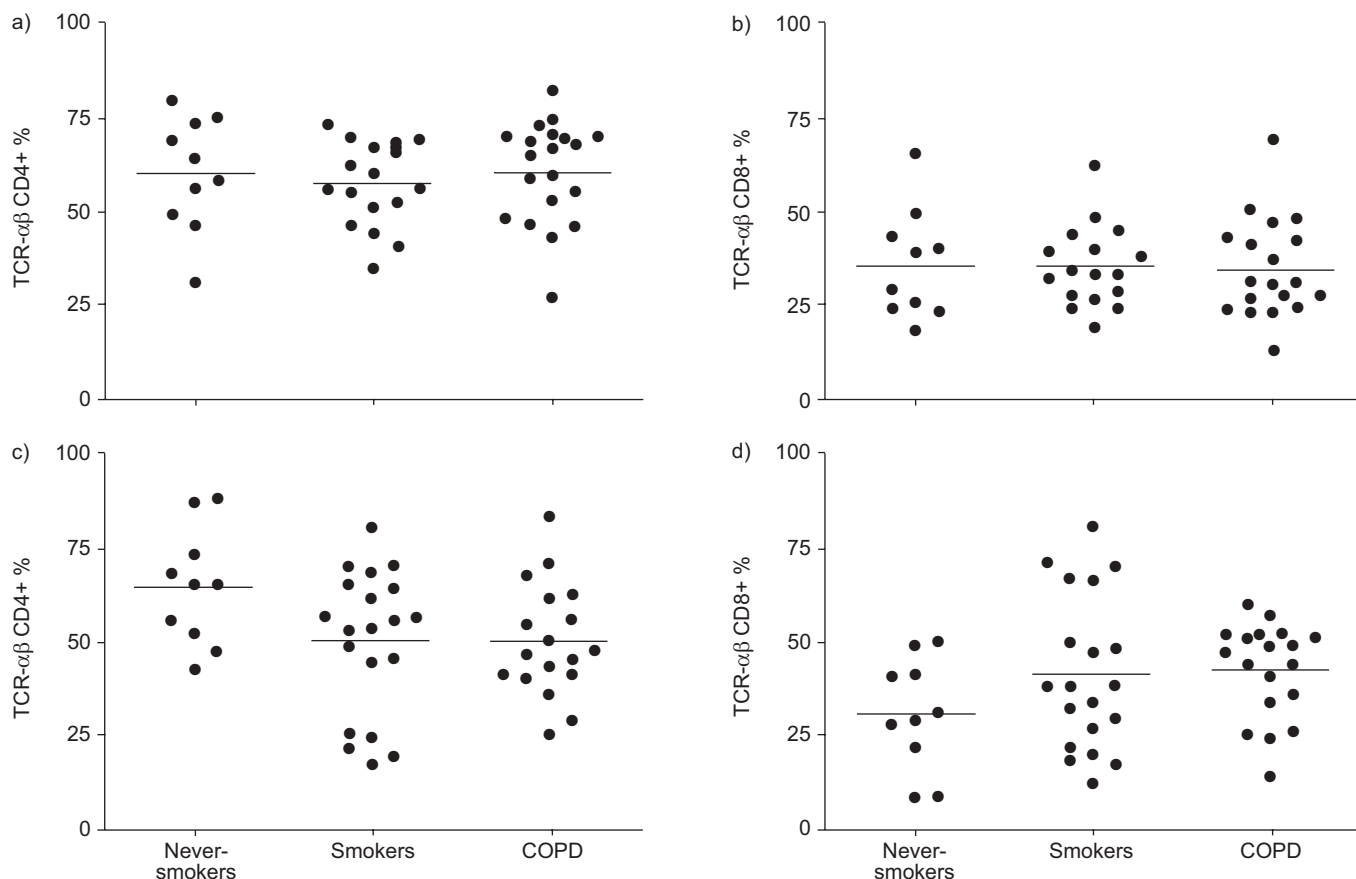 a)
100
75
50
25
0
TCR-αβ CD4+ %
b)
100
75
50
25
0
TCR-αβ CD8+ %
c)
100
75
50
25
0
TCR-αβ CD4+ %
Never-
smokers
Smokers
COPD
d)
100
75
50
25
0
TCR-αβ CD8+ %
Never-
smokers
Smokers
COPD